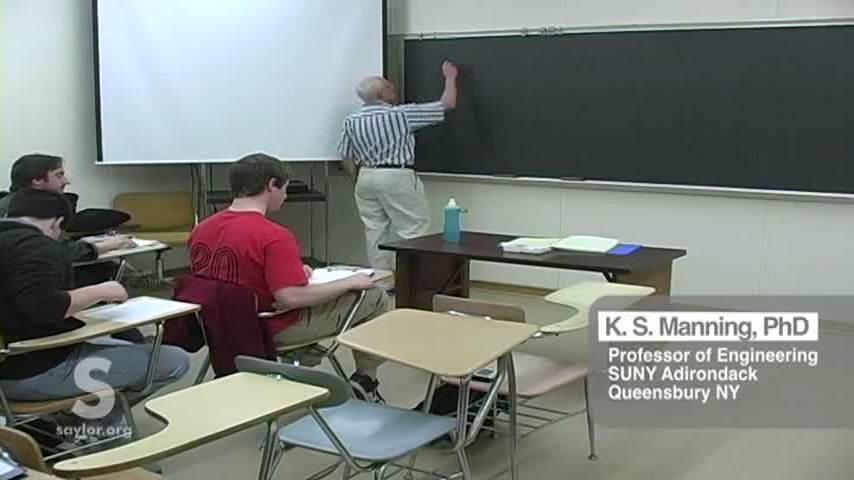 K. S. Manning, PhD
Professor of Engineering
SUNY Adirondack
Queensbury NY
S
saylor.org
20